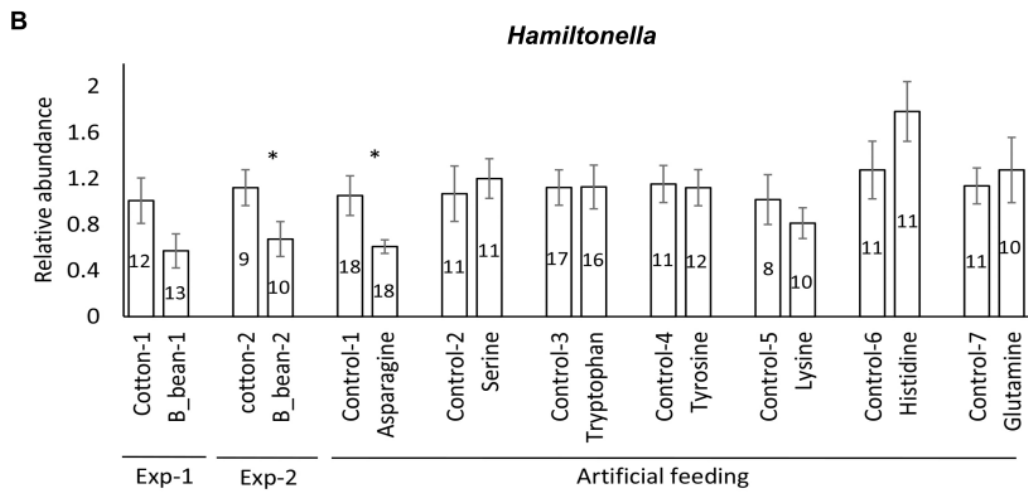 B
Hamiltonella
Relative abundance
2
1.6
1.2
0.8
0.4
0
* *
12 13 9 10 18 18 11 11 17 16 11 12 8 10 11 11 11 10
Cotton-1
B_bean-1
cotton-2
B_bean-2
Control-1
Asparagine
Control-2
Serine
Control-3
Tryptophan
Control-4
Tyrosine
Control-5
Lysine
Control-6
Histidine
Control-7
Glutamine
Exp-1 Exp-2 Artificial feeding